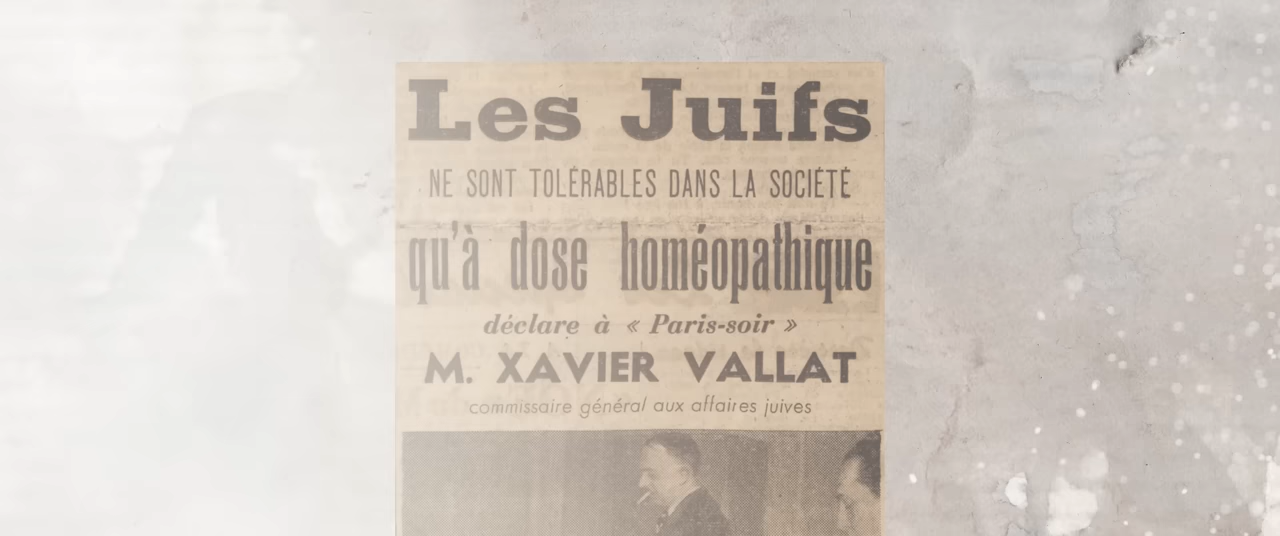 Les Juifs
NE SONT TOLÉRABLES DANS LA SOCIÉTÉ
qu'à dose homéopathique
déclare à « Paris-soir »
M. XAVIER VALLAT
commissaire général aux affaires juives